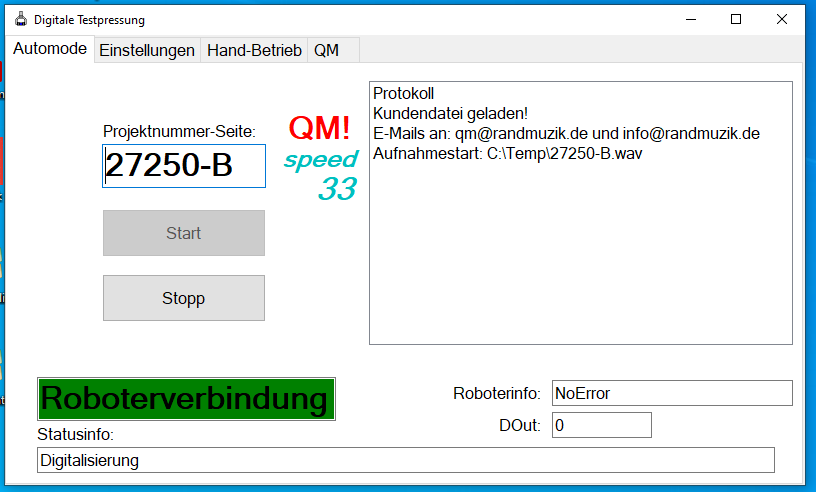 Digitale Testpressung
Automode Einstellungen Hand-Betrieb QM
Projektnummer-Seite:
27250-B
QM!
speed
33
Start
Stopp
Protokoll
Kundendatei geladen!
E-Mails an: qm@randmuzik.de und info@randmuzik.de
Aufnahmestart: C:\Temp\27250-B.wav
Roboterverbindung
Roboterinfo: NoError
DOut: 0
Statusinfo:
Digitalisierung